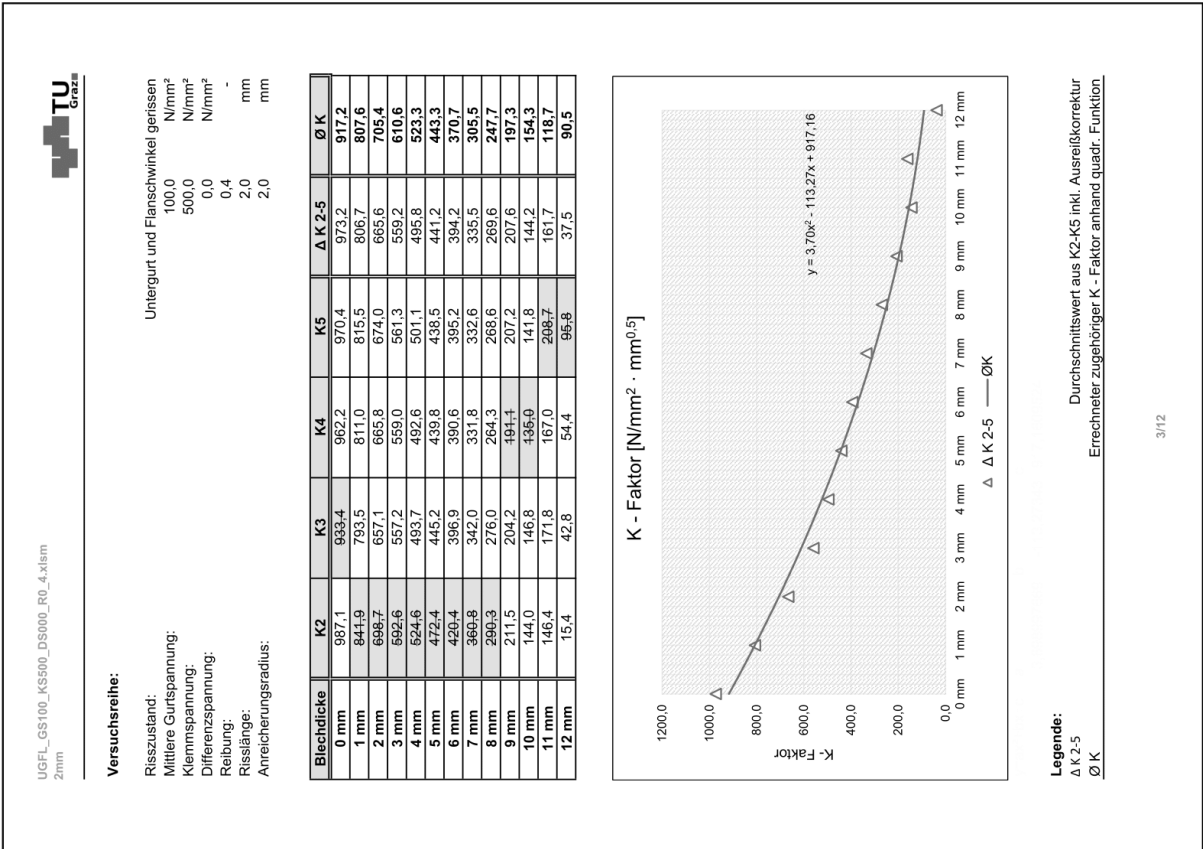 UGFL_GS100_KS500_DS000_R0_4.xlsm
2mm
TU
Graz
Versuchsreihe:
Risszustand: Untergurt und Flanschwinkel gerissen
Mittlere Gurtspannung: 100,0 N/mm²
Klemmspannung: 500,0 N/mm²
Differenzspannung: 0,0 N/mm²
Reibung: 0,4 -
Risslänge: 2,0 mm
Anreicherungsradius: 2,0 mm
Blechdicke K2 K3 K4 K5 Δ K 2-5 Ø K
0 mm 987,1 933,4 962,2 970,4 973,2 917,2
1 mm 841,9 793,5 811,0 815,5 806,7 807,6
2 mm 698,7 657,1 665,8 674,0 665,6 705,4
3 mm 592,6 557,2 559,0 561,3 559,2 610,6
4 mm 524,6 493,7 492,6 501,1 495,8 523,3
5 mm 472,4 445,2 439,8 438,5 441,2 443,3
6 mm 420,4 396,9 390,6 395,2 394,2 370,7
7 mm 360,8 342,0 331,8 332,6 335,5 305,5
8 mm 290,3 276,0 264,3 268,6 269,6 247,7
9 mm 211,5 204,2 191,1 207,2 207,6 197,3
10 mm 144,0 146,8 135,0 141,8 144,2 154,3
11 mm 146,4 171,8 167,0 208,7 161,7 118,7
12 mm 15,4 42,8 54,4 95,8 37,5 90,5
K - Faktor [N/mm² · mm⁰,⁵]
1200,0
1000,0
800,0
600,0
400,0
200,0
0,0
K- Faktor
y = 3,70x² - 113,27x + 917,16
0 mm 1 mm 2 mm 3 mm 4 mm 5 mm 6 mm 7 mm 8 mm 9 mm 10 mm 11 mm 12 mm
Δ K 2-5 ØK
Legende:
Δ K 2-5 Durchschnittswert aus K2-K5 inkl. Ausreißkorrektur
Ø K Errechneter zugehöriger K - Faktor anhand quadr. Funktion
3/12